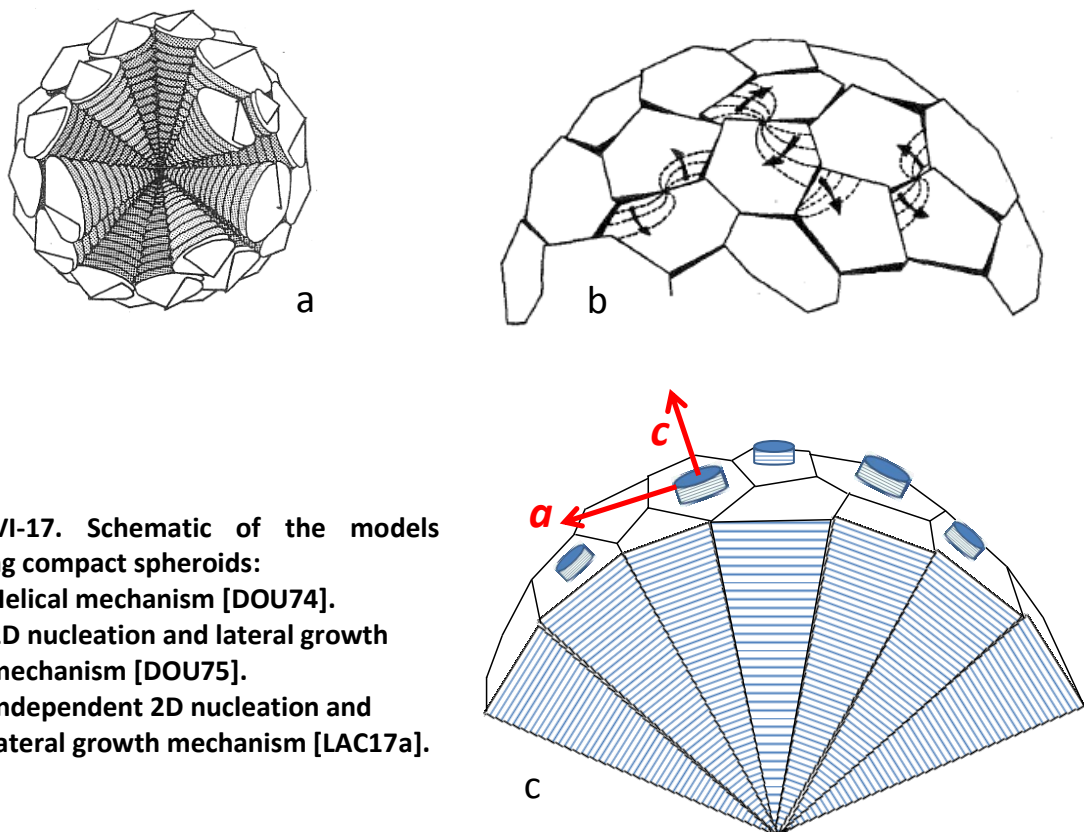 a
b
c
a
VI-17. Schematic of the models
g compact spheroids:
elical mechanism [DOU74].
D nucleation and lateral growth
mechanism [DOU75].
ndependent 2D nucleation and
ateral growth mechanism [LAC17a].
c